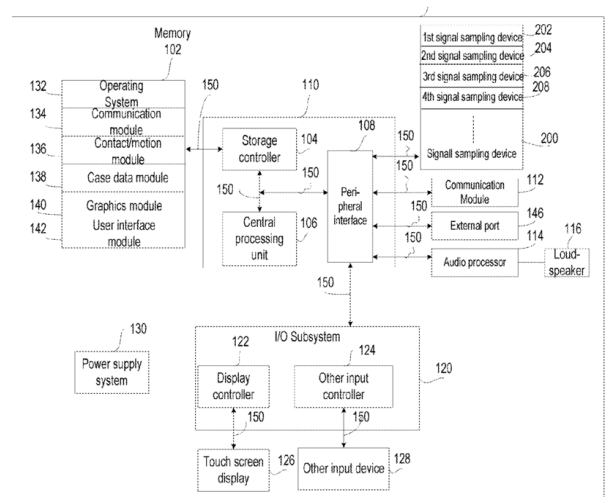 Memory
102
132
Operating
System
134
Communication
module
136
Contact/motion
module
138
Case data module
140
Graphics module
142
User interface
module
150
110
Storage
controller
104
150
150
Central
processing
unit
106
108
Peri-
pheral
interface
1st signal sampling device
202
2nd signal sampling device
204
3rd signal sampling device
206
4th signal sampling device
208
Signall sampling
device
200
150
150
Communication
Module
112
150
External port
146
150
Audio processor
114
Loud-
speaker
116
150
130
Power supply
system
I/O Subsystem
120
122
Display
controller
124
Other input
controller
150
150
Touch screen
display
126
Other input device
128